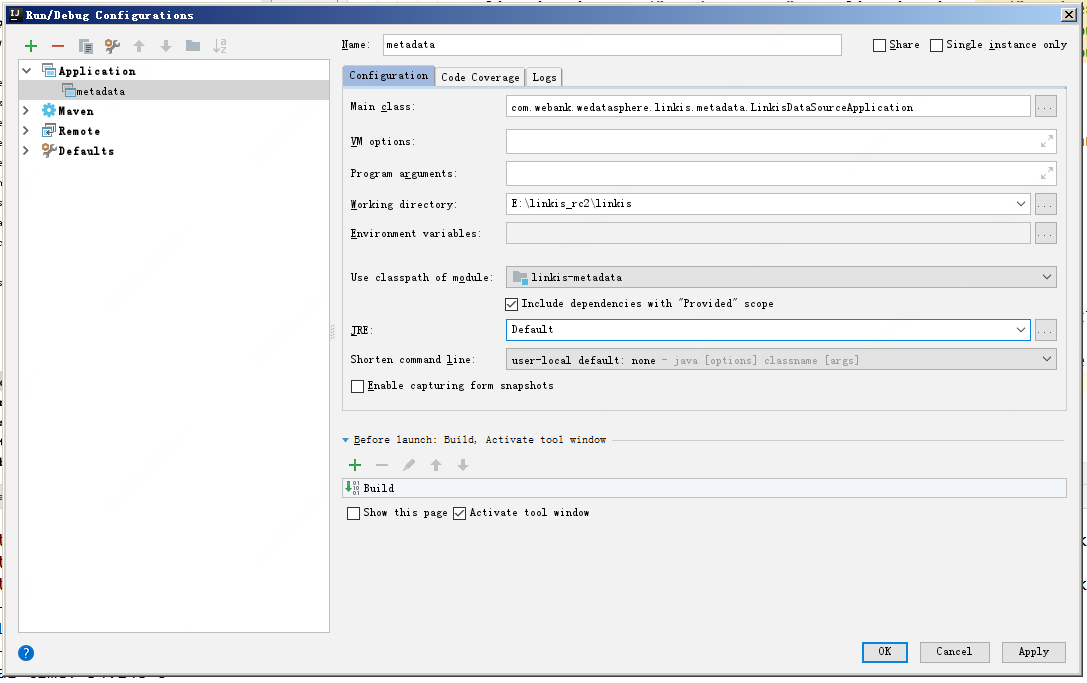 Run/Debug Configurations
Name: metadata
Share
Single instance only
Application
metadata
Maven
Remote
Defaults
Configuration
Code Coverage
Logs
Main class: com.webank.wedatasphere.linkis.metadata.LinkisDataSourceApplication ...
VM options:
Program arguments:
Working directory: E:\linkis_rc2\linkis ...
Environment variables: ...
Use classpath of module: linkis-metadata
Include dependencies with "Provided" scope
JRE: Default ...
Shorten command line: user-local default: none - java [options] classname [args]
Enable capturing form snapshots
Before launch: Build, Activate tool window
Build
Show this page
Activate tool window
?
OK
Cancel
Apply